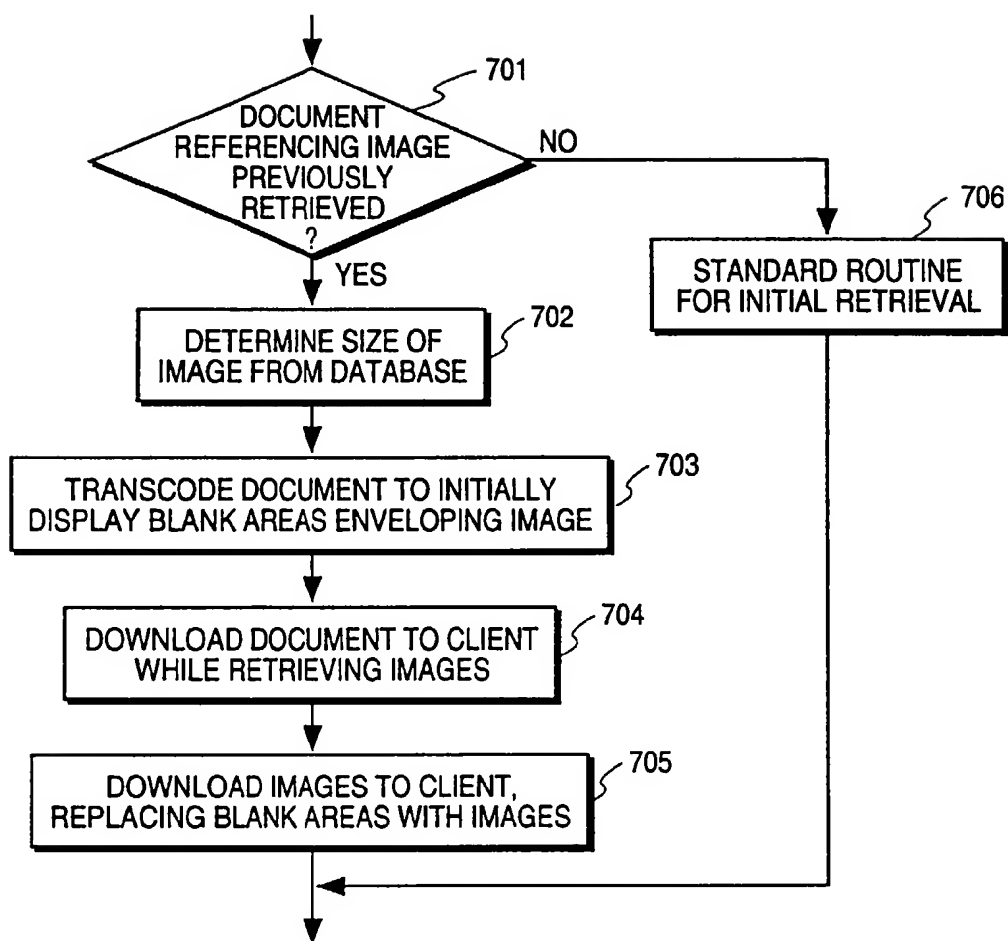 701
DOCUMENT
REFERENCING IMAGE
PREVIOUSLY
RETRIEVED
?
NO
YES
706
STANDARD ROUTINE
FOR INITIAL RETRIEVAL
702
DETERMINE SIZE OF
IMAGE FROM DATABASE
703
TRANSCODE DOCUMENT TO INITIALLY
DISPLAY BLANK AREAS ENVELOPING IMAGE
704
DOWNLOAD DOCUMENT TO CLIENT
WHILE RETRIEVING IMAGES
705
DOWNLOAD IMAGES TO CLIENT,
REPLACING BLANK AREAS WITH IMAGES